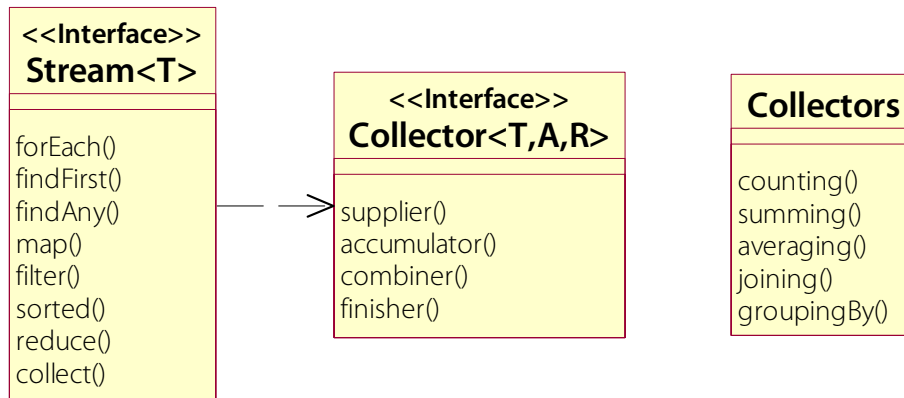 <<Interface>>
Stream<T>
forEach()
findFirst()
findAny()
map()
filter()
sorted()
reduce()
collect()
<<Interface>>
Collector<T,A,R>
supplier()
accumulator()
combiner()
finisher()
Collectors
counting()
summing()
averaging()
joining()
groupingBy()